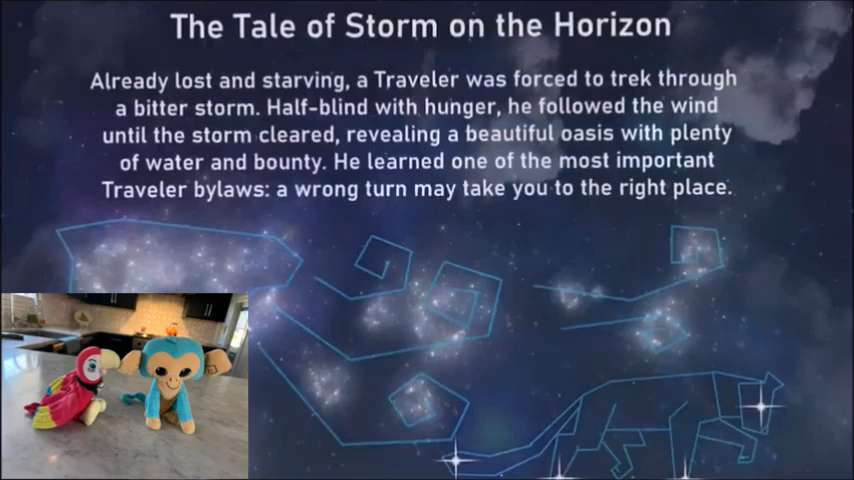 The Tale of Storm on the Horizon
Already lost and starving, a Traveler was forced to trek through
a bitter storm. Half-blind with hunger, he followed the wind
until the storm cleared, revealing a beautiful oasis with plenty
of water and bounty. He learned one of the most important
Traveler bylaws: a wrong turn may take you to the right place.